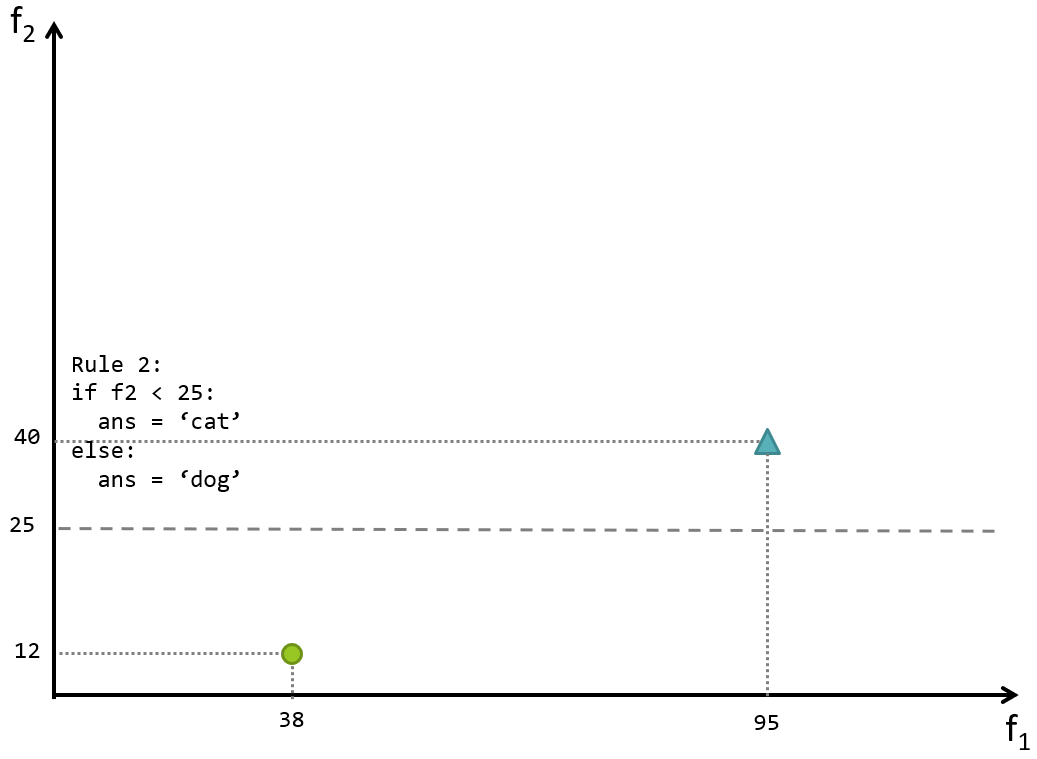 f2
Rule 2:
if f2 < 25:
ans = ‘cat’
40
else:
ans = ‘dog’
25
12
38
95
f1